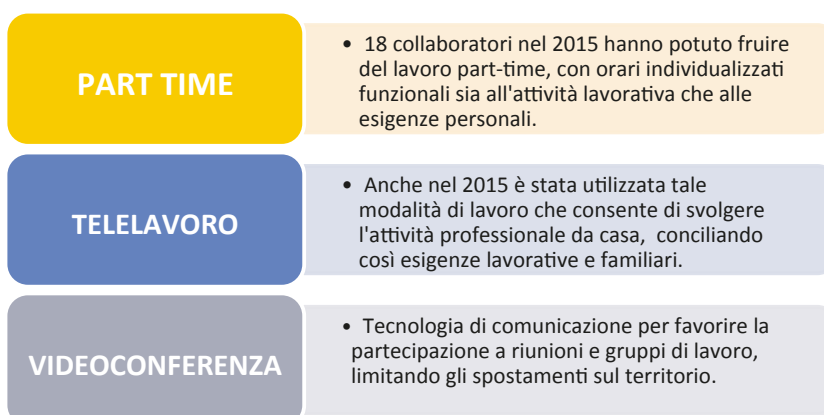 PART TIME
• 18 collaboratori nel 2015 hanno potuto fruire
del lavoro part-time, con orari individualizzati
funzionali sia all'attività lavorativa che alle
esigenze personali.
TELELAVORO
• Anche nel 2015 è stata utilizzata tale
modalità di lavoro che consente di svolgere
l'attività professionale da casa, conciliando
così esigenze lavorative e familiari.
VIDEOCONFERENZA
• Tecnologia di comunicazione per favorire la
partecipazione a riunioni e gruppi di lavoro,
limitando gli spostamenti sul territorio.